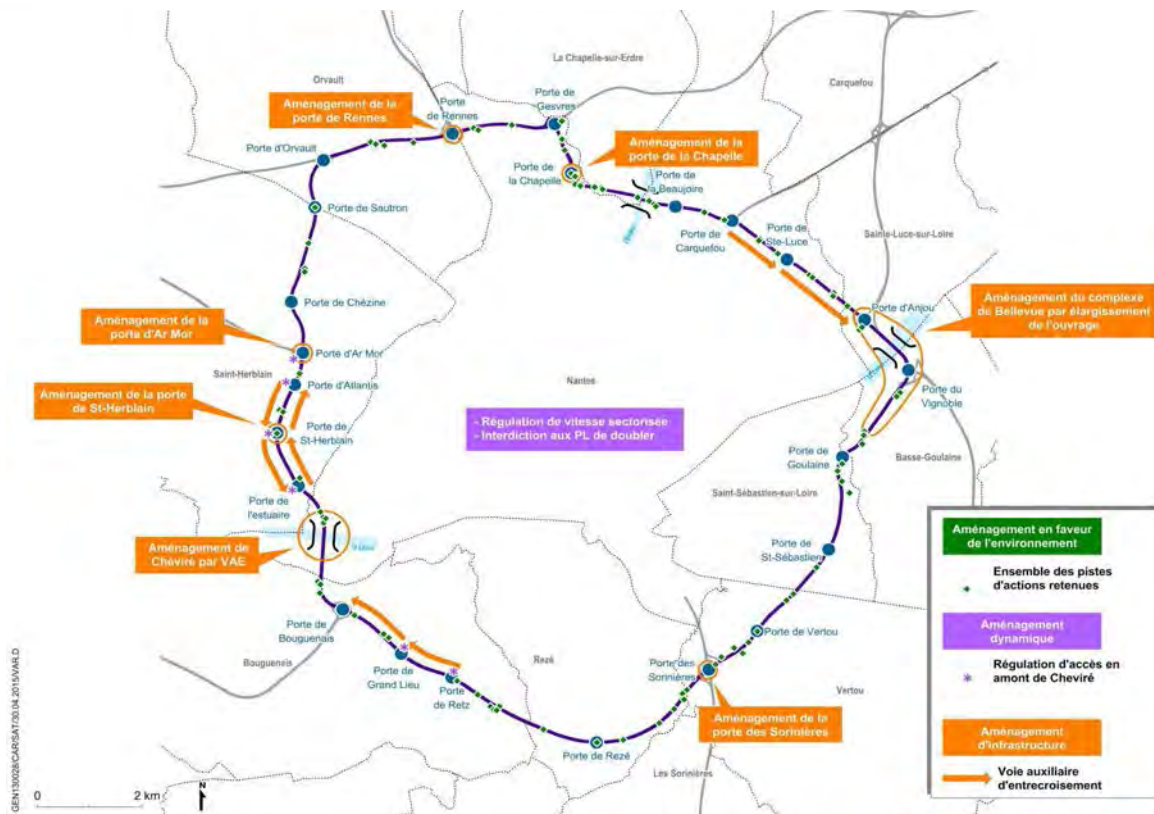 La Chapelle-sur-Erdre
Orvault
Carquefou
Aménagement de la
porte de Rennes
Porte
de Rennes
Porte de
Gesvres
Porte d'Orvault
Aménagement de la
porte de la Chapelle
Porte de
la Chapelle
Porte de
la Beaujoire
Porte de Sautron
Porte de
Carquefou
Porte de
Ste-Luce
Sainte-Luce-sur-Loire
Porte de Chézine
Porte d'Anjou
Aménagement du complexe
de Bellevue par élargissement
de l'ouvrage
Aménagement de la
porte d'Ar Mor
Porte d'Ar Mor
Saint-Herblain
Porte d'Atlantis
Nantes
Porte du
Vignoble
Aménagement de la porte
de St-Herblain
Porte de
St-Herblain
- Régulation de vitesse sectorisée
- Interdiction aux PL de doubler
Porte de
Goulaine
Basse-Goulaine
Porte de
l'estuaire
Saint-Sébastien-sur-Loire
Aménagement de
Cheviré par VAE
Porte de
St-Sébastien
Porte de
Bouguenais
Porte de Vertou
Bouguenais
Porte de
Grand Lieu
Porte
de Retz
Rezé
Porte des
Sorinières
Vertou
Aménagement de la
porte des Sorinières
Porte de Rezé
Les Sorinières
Aménagement en faveur
de l'environnement
Ensemble des pistes
d'actions retenues
Aménagement
dynamique
Régulation d'accès en
amont de Cheviré
Aménagement
d'infrastructure
Voie auxiliaire
d'entrecroisement
0 2 km
N
GEN130028/CAR/SAT/30.04.2015/VAR.D